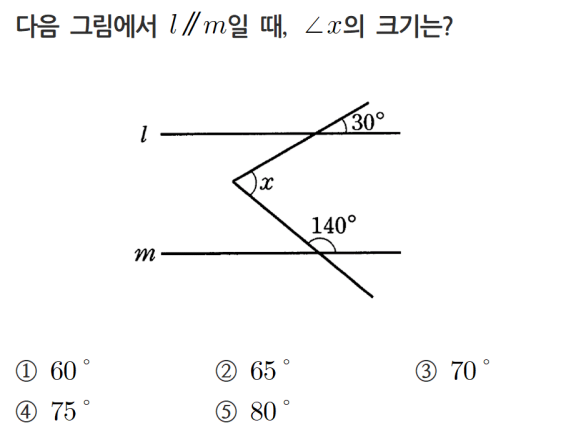 다음 그림에서 l∥m일 때, ∠x의 크기는?
30°
l
x
140°
m
① 60° ② 65° ③ 70°
④ 75° ⑤ 80°